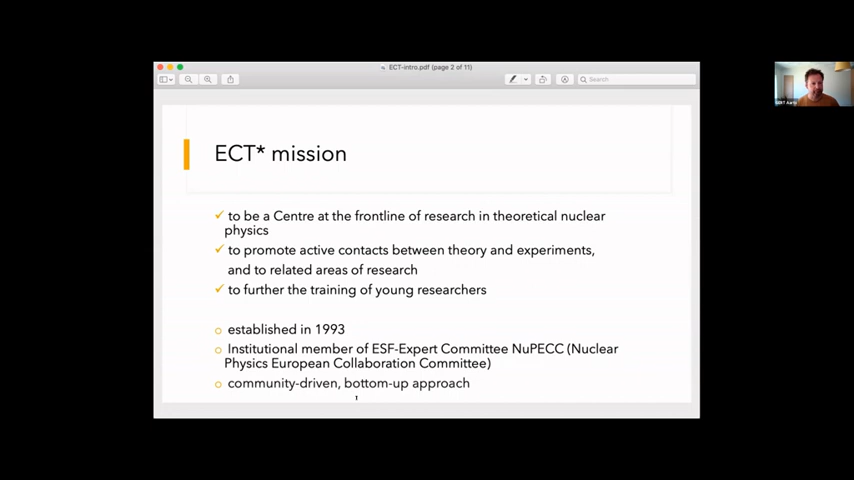 ECT-intro.pdf (page 2 of 11)
Search
ECT* mission
✓ to be a Centre at the frontline of research in theoretical nuclear
physics
✓ to promote active contacts between theory and experiments,
and to related areas of research
✓ to further the training of young researchers
○ established in 1993
○ Institutional member of ESF-Expert Committee NuPECC (Nuclear
Physics European Collaboration Committee)
○ community-driven, bottom-up approach